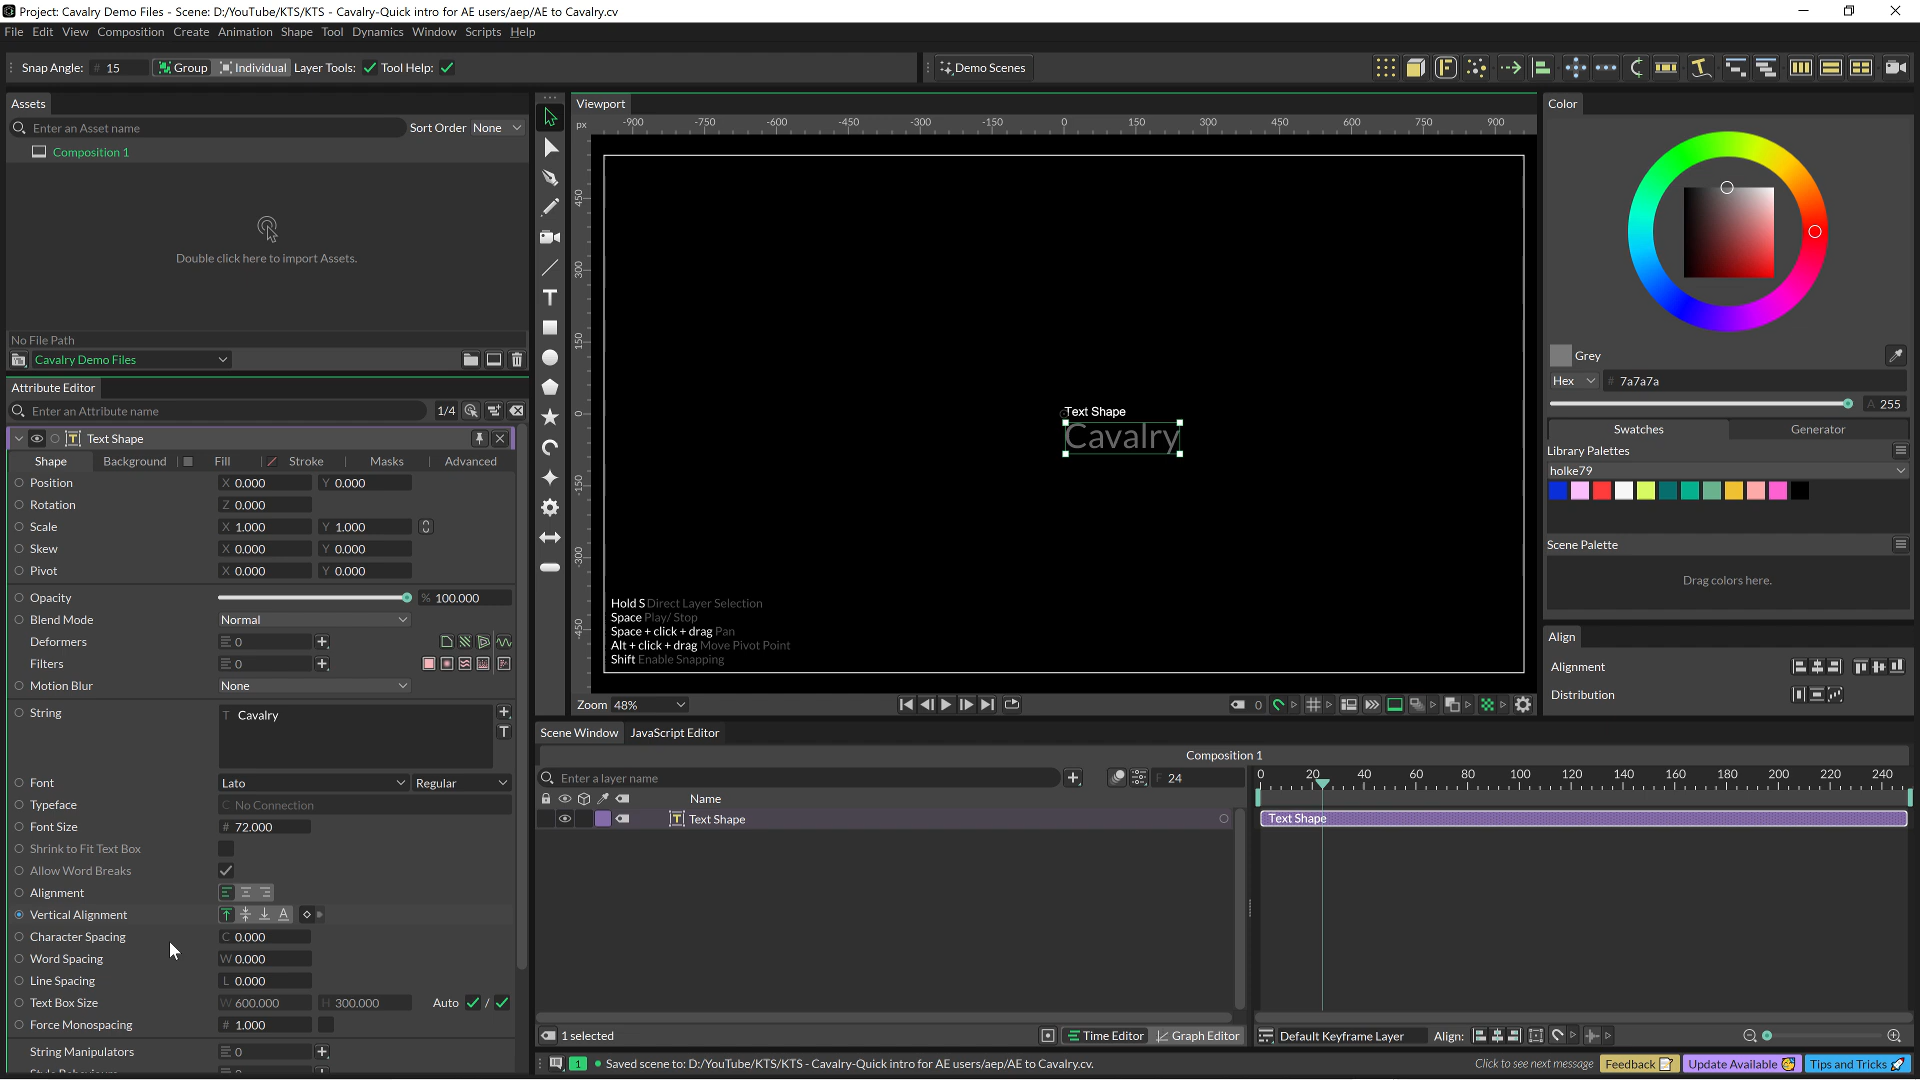 Project: Cavalry Demo Files - Scene: D:/YouTube/KTS/KTS - Cavalry-Quick intro for AE users/aep/AE to Cavalry.cv
File Edit View Composition Create Animation Shape Tool Dynamics Window Scripts Help
Snap Angle: # 15 Group Individual Layer Tools: Tool Help: Demo Scenes
Assets
Enter an Asset name Sort Order None
Composition 1
Double click here to import Assets.
No File Path
Cavalry Demo Files
Attribute Editor
Enter an Attribute name 1/4
Text Shape
Shape Background Fill Stroke Masks Advanced
Position X 0.000 Y 0.000
Rotation Z 0.000
Scale X 1.000 Y 1.000
Skew X 0.000 Y 0.000
Pivot X 0.000 Y 0.000
Opacity % 100.000
Blend Mode Normal
Deformers 0
Filters 0
Motion Blur None
String T Cavalry
Font Lato Regular
Typeface C No Connection
Font Size # 72.000
Shrink to Fit Text Box
Allow Word Breaks
Alignment
Vertical Alignment
Character Spacing C 0.000
Word Spacing W 0.000
Line Spacing L 0.000
Text Box Size W 600.000 H 300.000 Auto /
Force Monospacing # 1.000
String Manipulators 0
Viewport
px -900 -750 -600 -450 -300 -150 0 150 300 450 600 750 900
450
300
150
0
-150
-300
-450
Text Shape
Cavalry
Hold S Direct Layer Selection
Space Play/ Stop
Space + click + drag Pan
Alt + click + drag Move Pivot Point
Shift Enable Snapping
Zoom 48% 0
Scene Window JavaScript Editor
Composition 1
Enter a layer name F 24
0 20 40 60 80 100 120 140 160 180 200 220 240
Name
Text Shape
Text Shape
1 selected Time Editor Graph Editor Default Keyframe Layer Align:
1 Saved scene to: D:/YouTube/KTS/KTS - Cavalry-Quick intro for AE users/aep/AE to Cavalry.cv.
Click to see next message Feedback Update Available Tips and Tricks
Color
Grey
Hex # 7a7a7a
A 255
Swatches Generator
Library Palettes
holke79
Scene Palette
Drag colors here.
Align
Alignment
Distribution